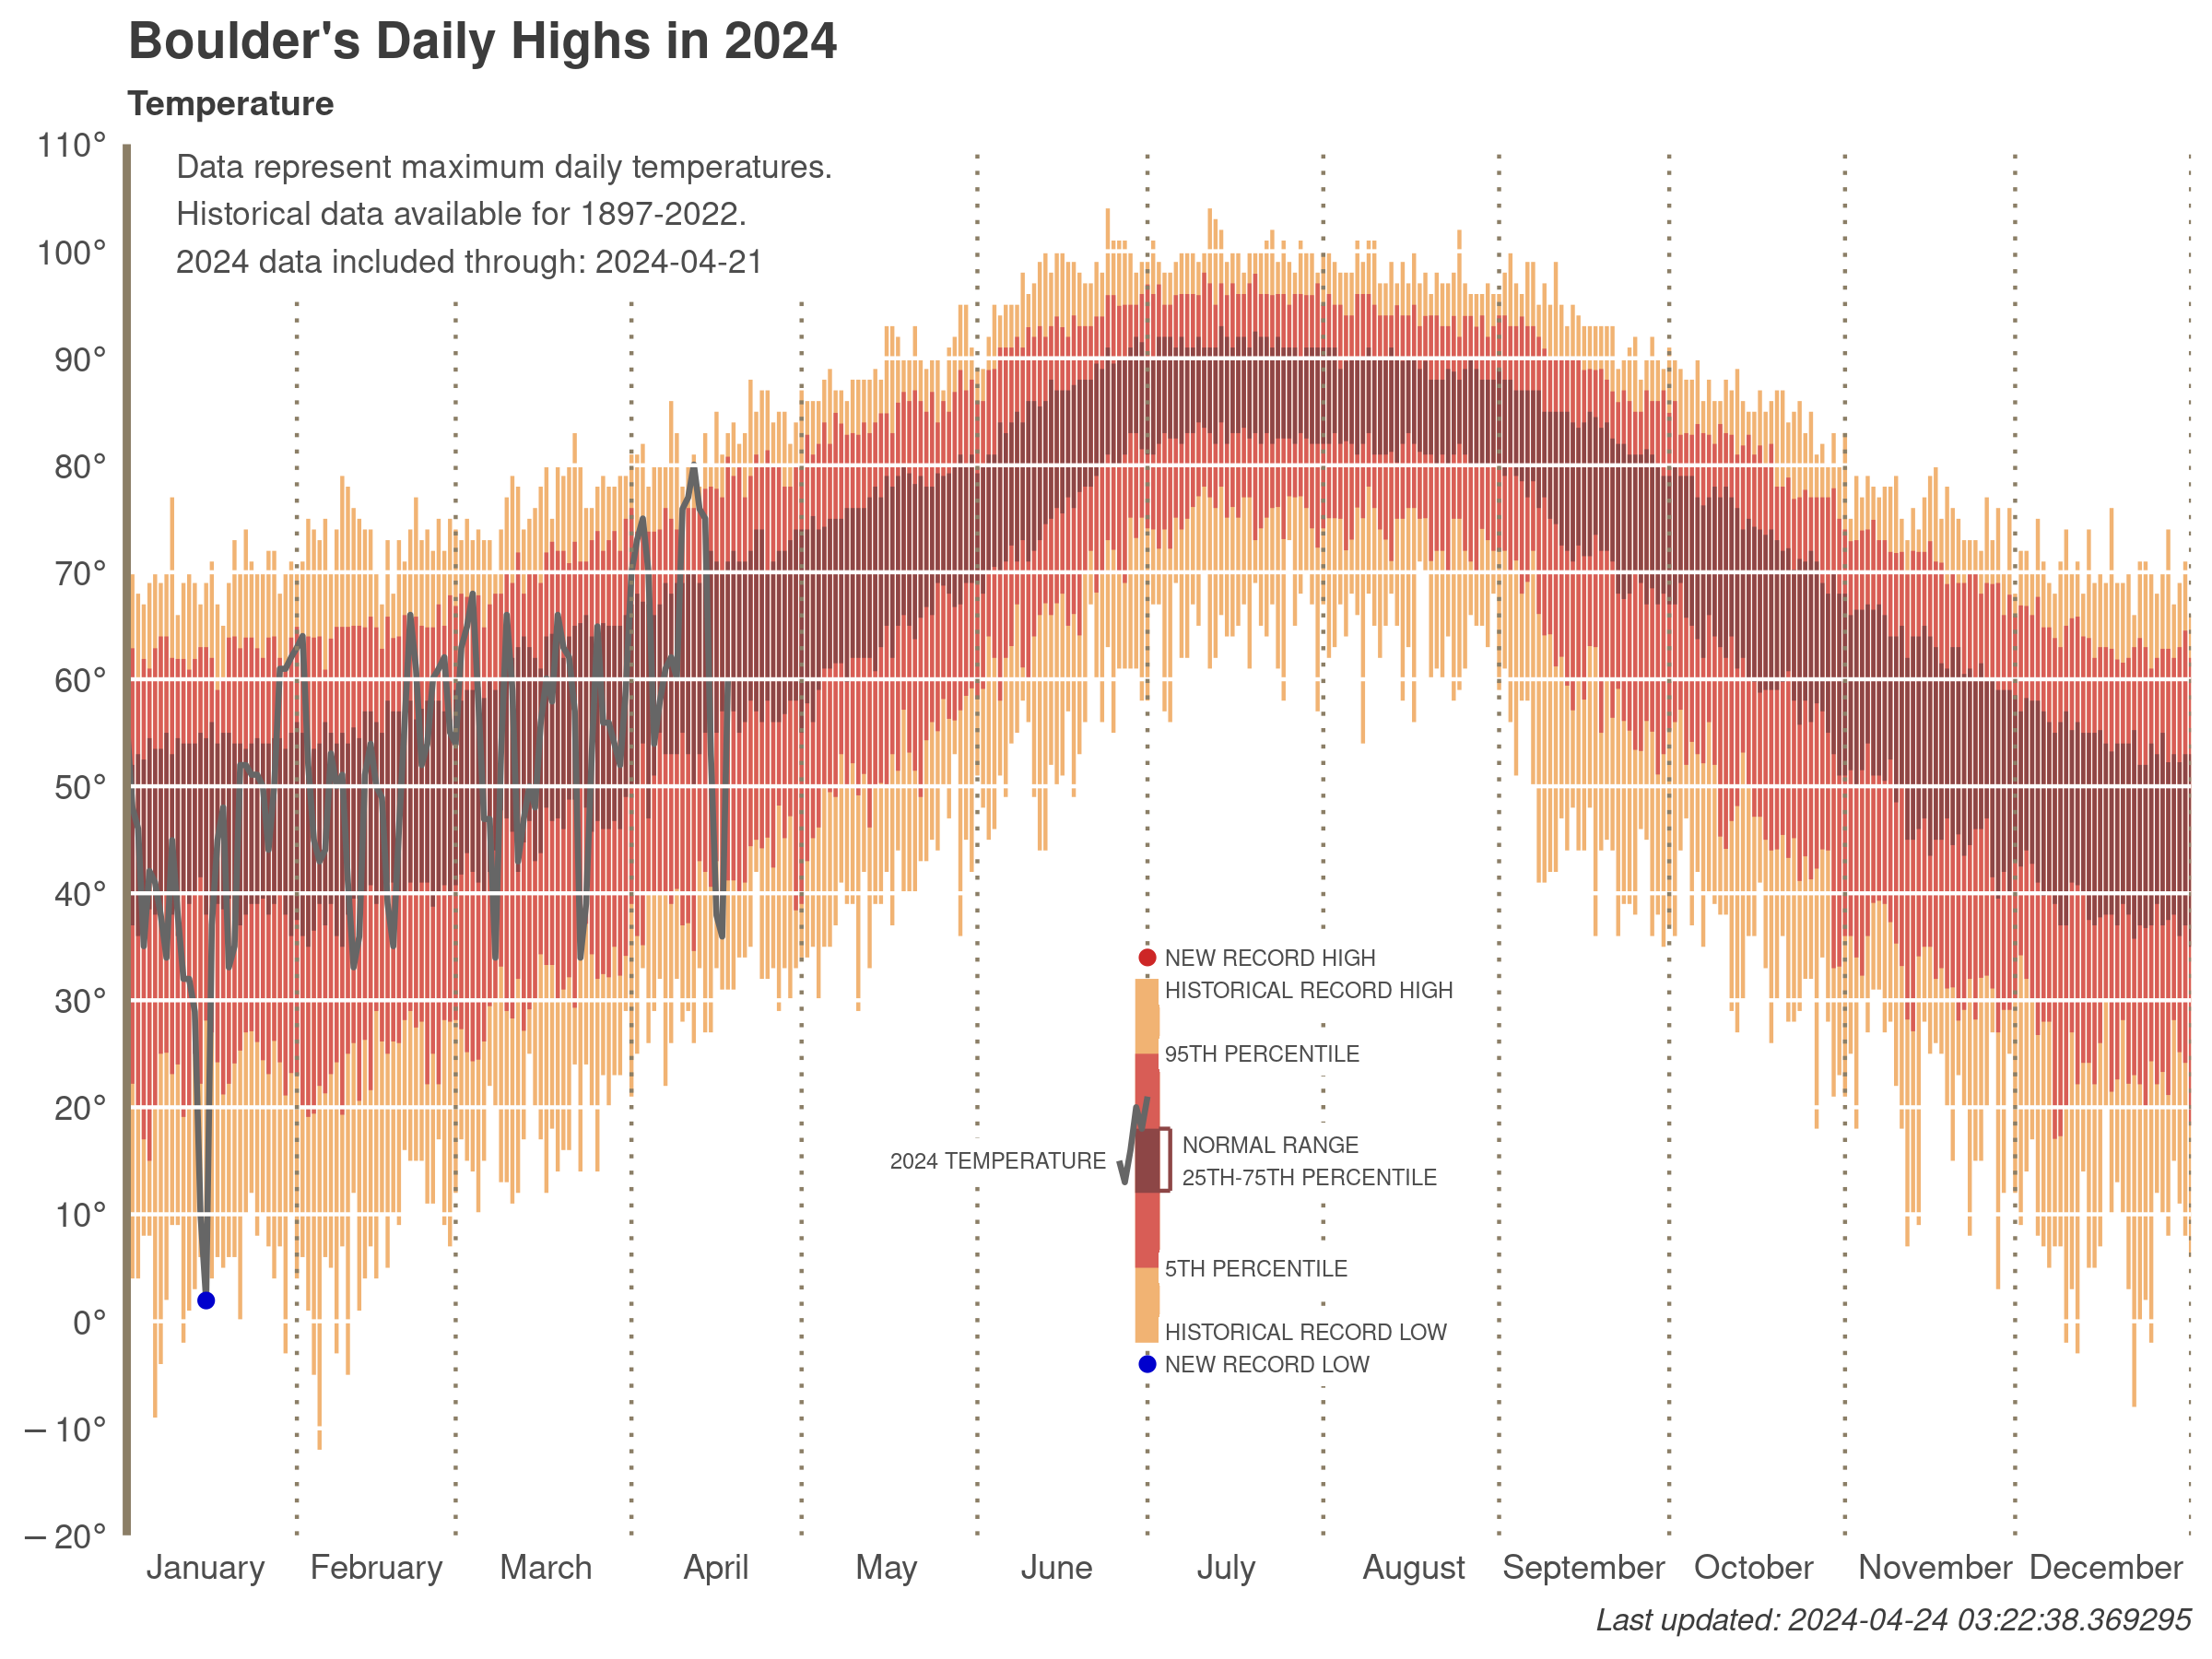 Boulder's Daily Highs in 2024
Temperature
110°
100°
90°
80°
70°
60°
50°
40°
30°
20°
10°
0°
−10°
−20°
Data represent maximum daily temperatures.
Historical data available for 1897-2022.
2024 data included through: 2024-04-21
NEW RECORD HIGH
HISTORICAL RECORD HIGH
95TH PERCENTILE
2024 TEMPERATURE
NORMAL RANGE
25TH-75TH PERCENTILE
5TH PERCENTILE
HISTORICAL RECORD LOW
NEW RECORD LOW
January February March April May June July August September October November December
Last updated: 2024-04-24 03:22:38.369295